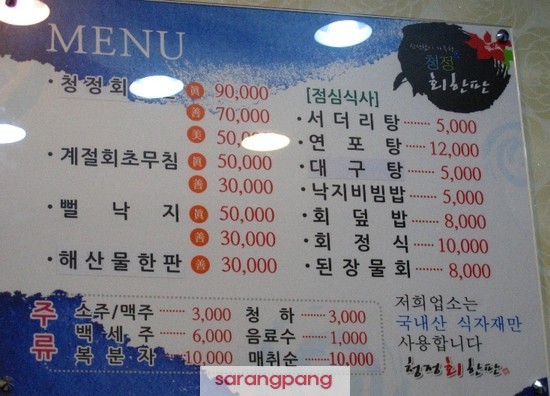 MENU
청정
회한판
청정회 眞 90,000
善 70,000
美 50,000
계절회초무침 眞 50,000
善 30,000
뻘낙지 眞 50,000
善 30,000
해산물한판 善 30,000
[점심식사]
서더리탕 ········ 5,000
연포탕 ······· 12,000
대구탕 ········ 5,000
낙지비빔밥 ······ 5,000
회덮밥 ········ 8,000
회정식 ······· 10,000
된장물회 ······· 8,000
주류
소주/맥주 ······· 3,000 청하 ········ 3,000
백세주 ······· 6,000 음료수 ······· 1,000
복분자 ······ 10,000 매취순 ······ 10,000
저희업소는
국내산 식자재만
사용합니다
청정회한판
sarangpang